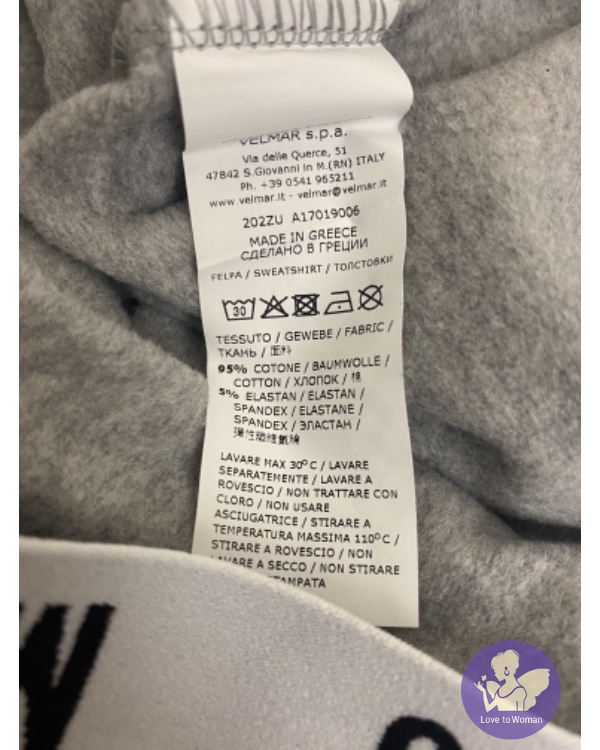 VELMAR s.p.a.
Via delle Querce, 51
47842 S.Giovanni in M.(RN) ITALY
Ph. +39 0541 965211
www.velmar.it - velmar@velmar.it
202ZU A17019006
MADE IN GREECE
СДЕЛАНО В ГРЕЦИИ
FELPA / SWEATSHIRT / ТОЛСТОВКИ
30
TESSUTO / GEWEBE / FABRIC /
ТКАНЬ / 面料
95% COTONE / BAUMWOLLE /
COTTON / ХЛОПОК / 棉
5% ELASTAN / ELASTAN /
SPANDEX / ELASTANE /
SPANDEX / ЭЛАСТАН /
LAVARE MAX 30°C / LAVARE
SEPARATEMENTE / LAVARE A
ROVESCIO / NON TRATTARE CON
CLORO / NON USARE
ASCIUGATRICE / STIRARE A
TEMPERATURA MASSIMA 110°C /
STIRARE A ROVESCIO / NON
LAVARE A SECCO / NON STIRARE
STAMPATA
W
Love to Woman